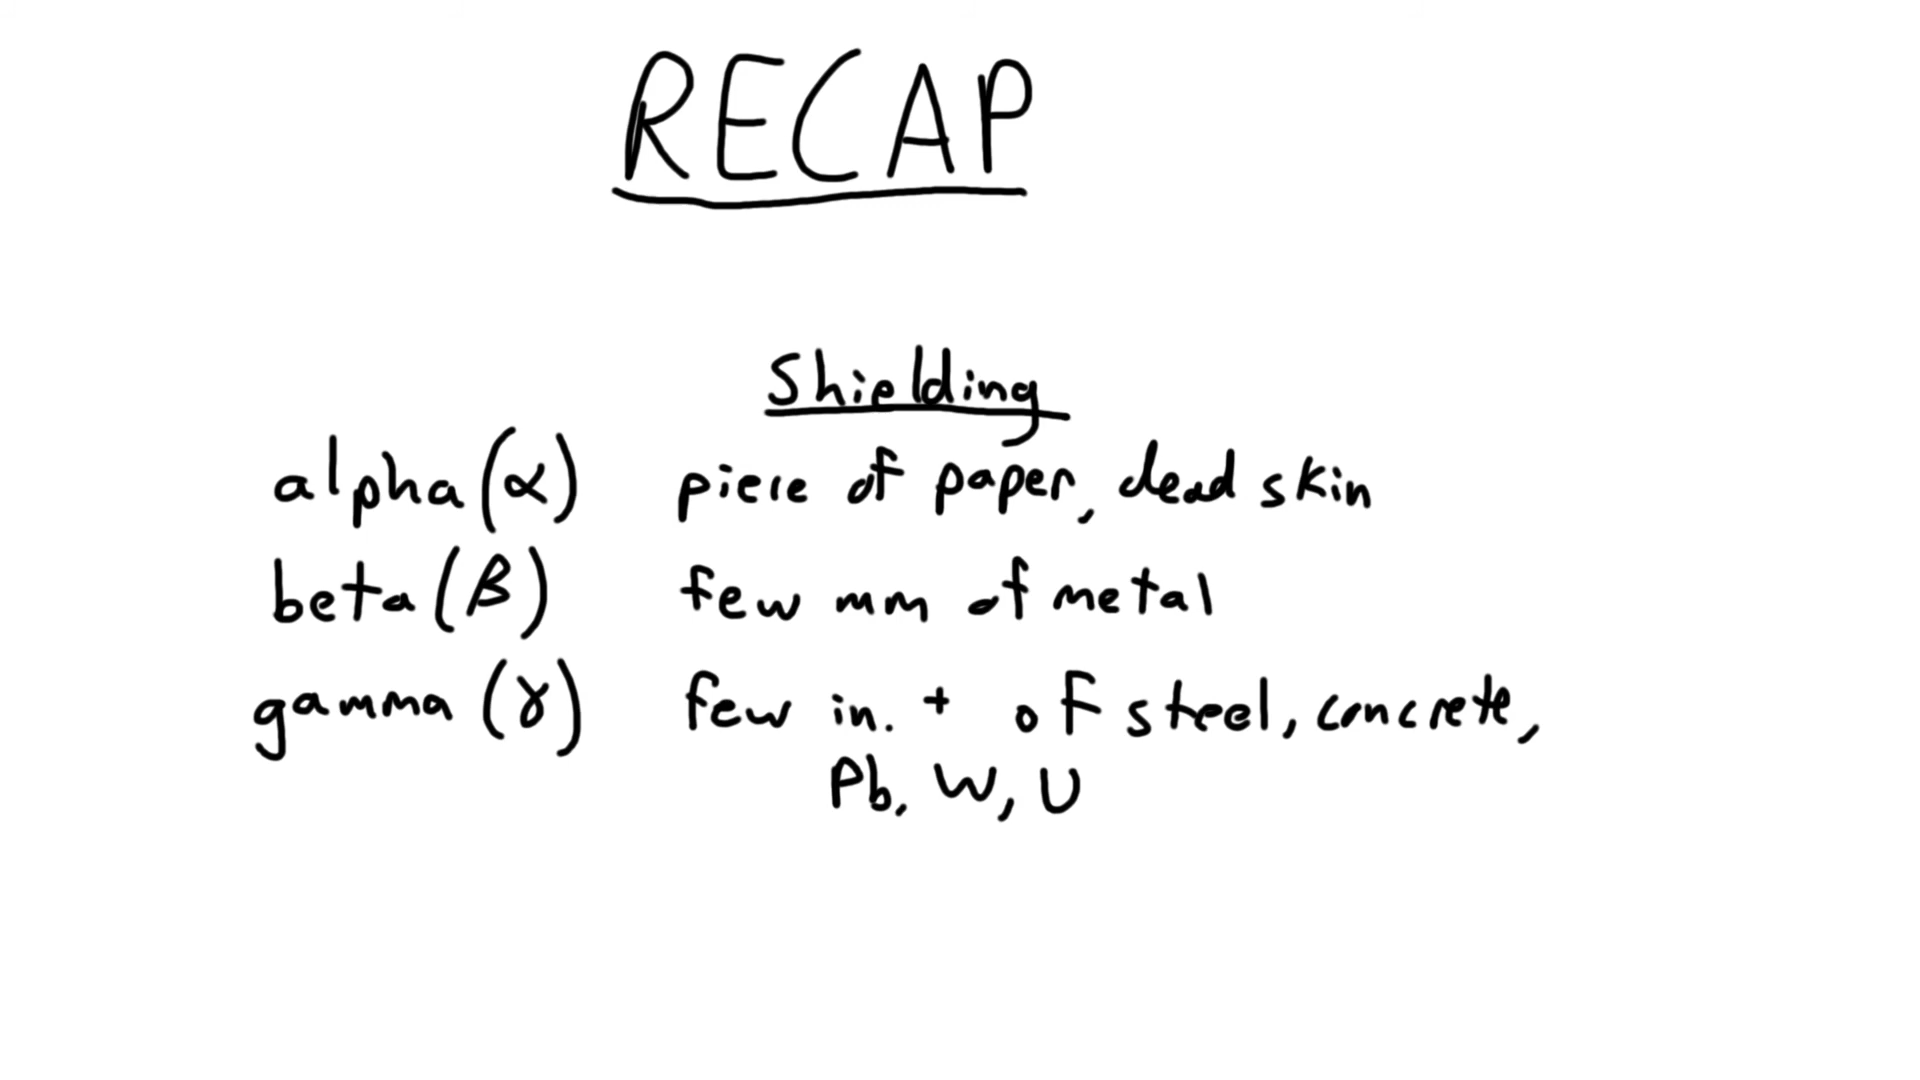 RECAP
Shielding
alpha (α) piece of paper, dead skin
beta (β) few mm of metal
gamma (γ) few in. + of steel, concrete,
Pb, W, U